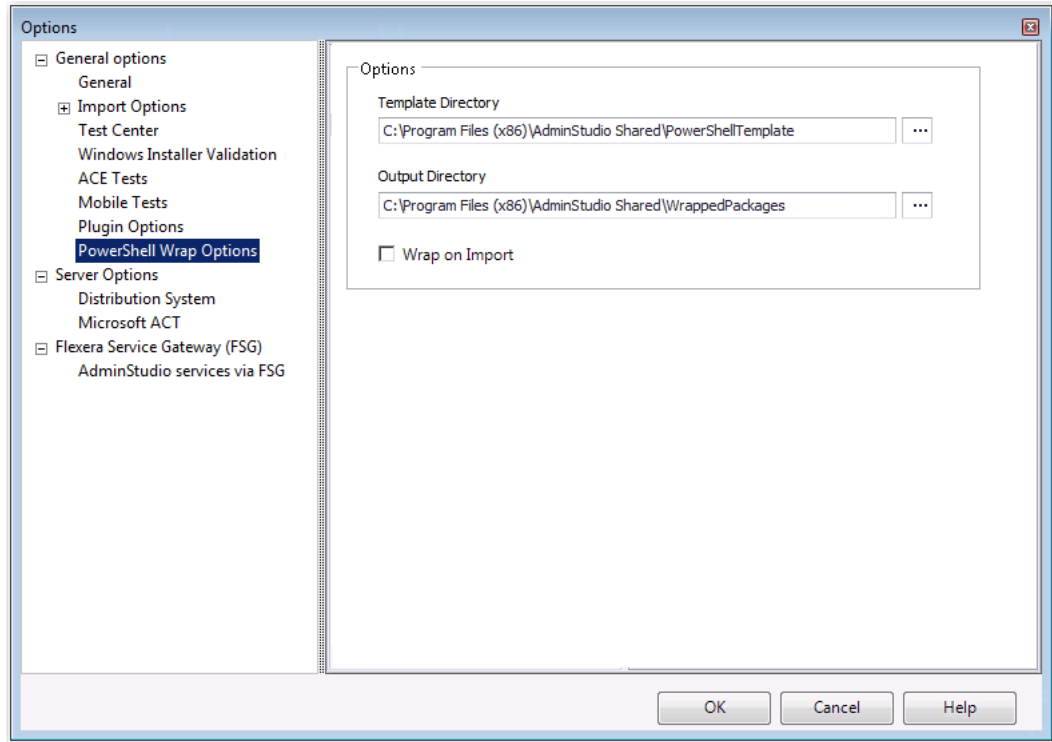 Options
General options
General
Import Options
Test Center
Windows Installer Validation
ACE Tests
Mobile Tests
Plugin Options
PowerShell Wrap Options
Server Options
Distribution System
Microsoft ACT
Flexera Service Gateway (FSG)
AdminStudio services via FSG
Options
Template Directory
C:\Program Files (x86)\AdminStudio Shared\PowerShellTemplate
...
Output Directory
C:\Program Files (x86)\AdminStudio Shared\WrappedPackages
...
Wrap on Import
OK Cancel Help